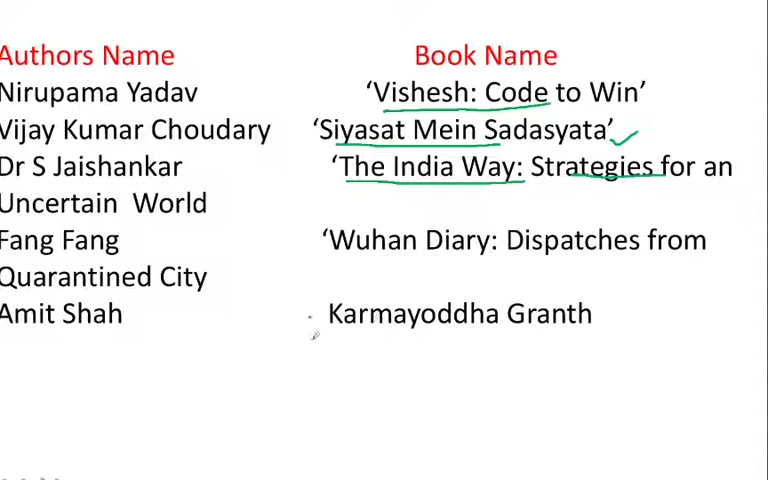 Authors Name Book Name
Nirupama Yadav ‘Vishesh: Code to Win’
Vijay Kumar Choudary ‘Siyasat Mein Sadasyata’
Dr S Jaishankar ‘The India Way: Strategies for an
Uncertain World
Fang Fang ‘Wuhan Diary: Dispatches from
Quarantined City
Amit Shah Karmayoddha Granth